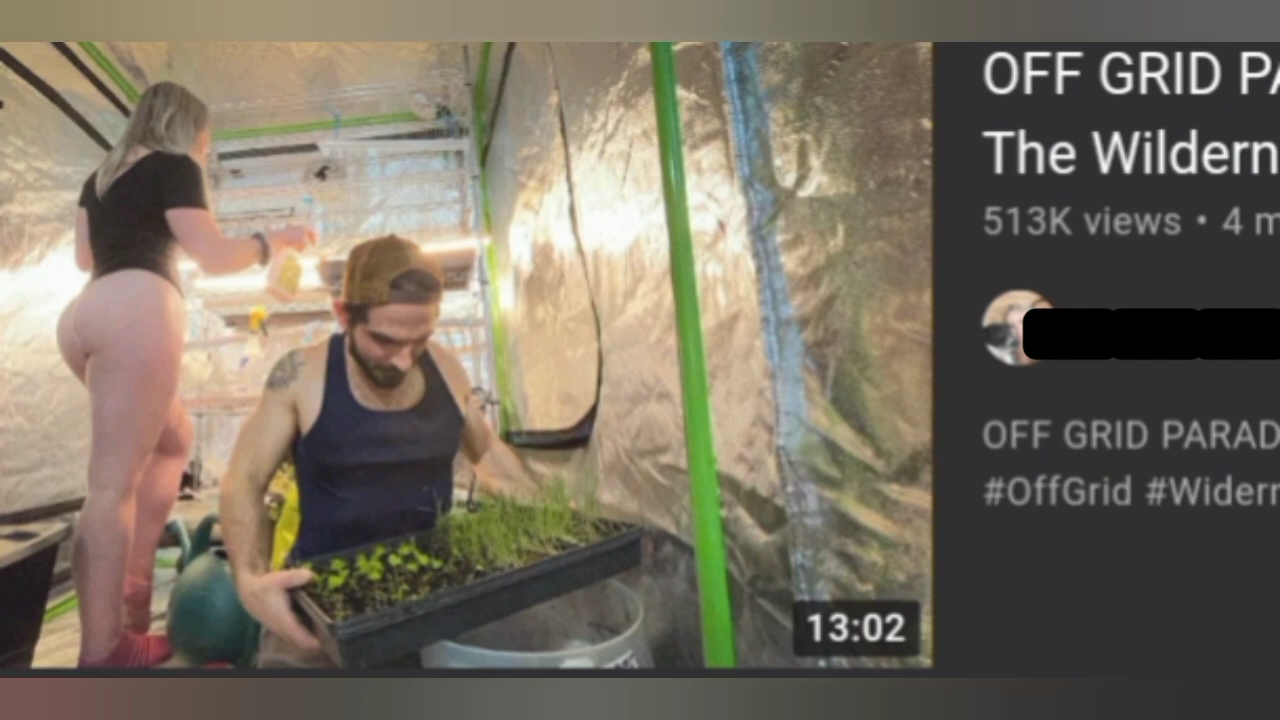 OFF GRID PA
The Wildern
513K views • 4 m
OFF GRID PARAD
#OffGrid #Widern
13:02